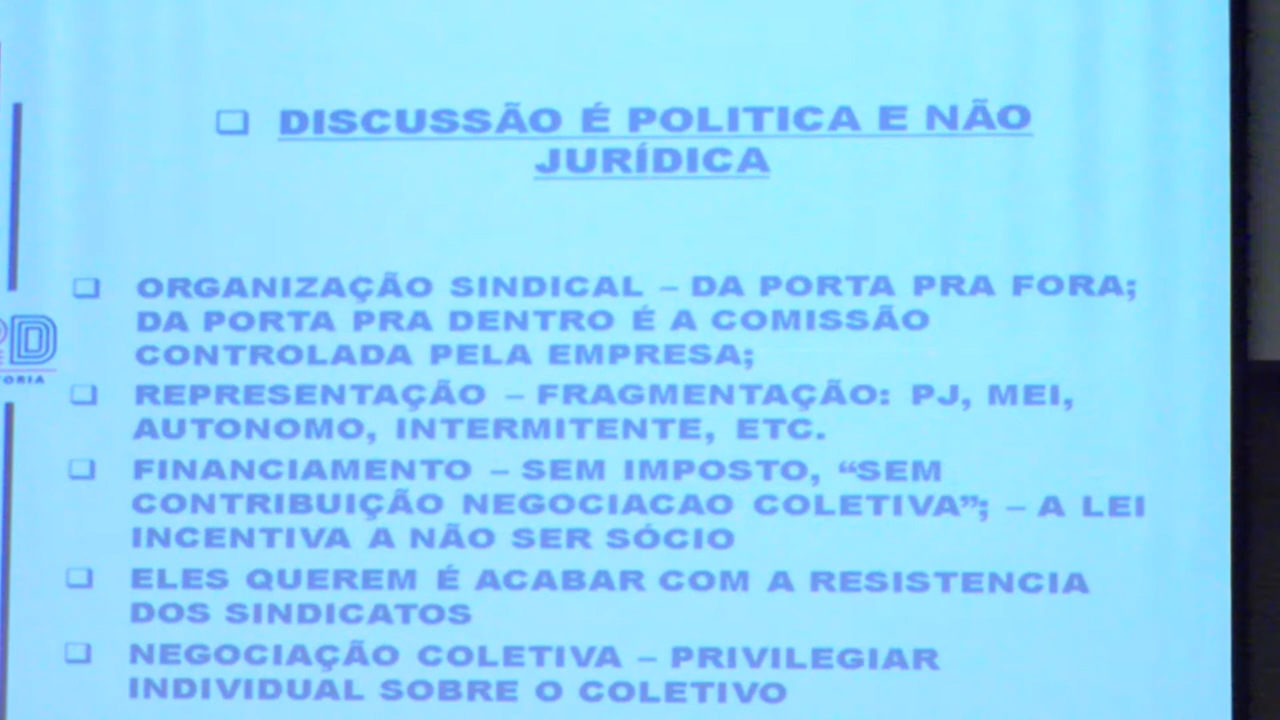 DISCUSSÃO É POLITICA E NÃO
JURÍDICA
ORGANIZAÇÃO SINDICAL – DA PORTA PRA FORA;
DA PORTA PRA DENTRO É A COMISSÃO
CONTROLADA PELA EMPRESA;
REPRESENTAÇÃO – FRAGMENTAÇÃO: PJ, MEI,
AUTONOMO, INTERMITENTE, ETC.
FINANCIAMENTO – SEM IMPOSTO, “SEM
CONTRIBUIÇÃO NEGOCIACAO COLETIVA”; – A LEI
INCENTIVA A NÃO SER SÓCIO
ELES QUEREM É ACABAR COM A RESISTENCIA
DOS SINDICATOS
NEGOCIAÇÃO COLETIVA – PRIVILEGIAR
INDIVIDUAL SOBRE O COLETIVO